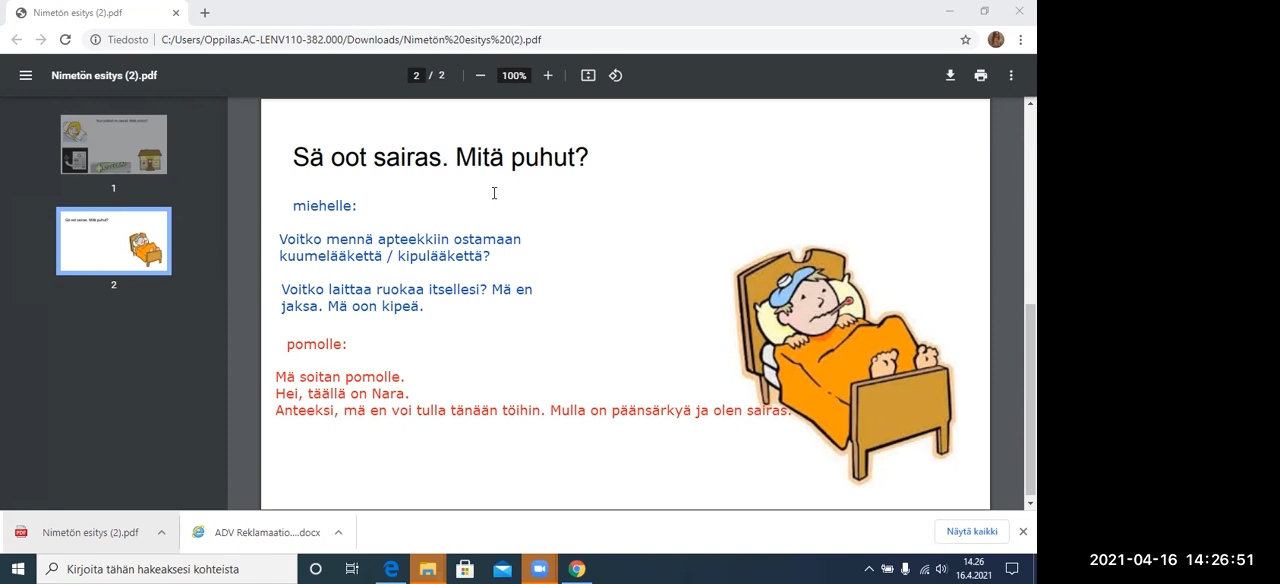 Nimetön esitys (2).pdf
Tiedosto
C:/Users/Oppilas.AC-LENV110-382.000/Downloads/Nimetön%20esitys%20(2).pdf
Nimetön esitys (2).pdf
2 / 2
100%
1
2
Sä oot sairas. Mitä puhut?
miehelle:
Voitko mennä apteekkiin ostamaan
kuumelääkettä / kipulääkettä?
Voitko laittaa ruokaa itsellesi? Mä en
jaksa. Mä oon kipeä.
pomolle:
Mä soitan pomolle.
Hei, täällä on Nara.
Anteeksi, mä en voi tulla tänään töihin. Mulla on päänsärkyä ja olen sairas.
Nimetön esitys (2).pdf
ADV Reklamaatio....docx
Näytä kaikki
Kirjoita tähän hakeaksesi kohteista
14.26
16.4.2021
2021-04-16 14:26:51